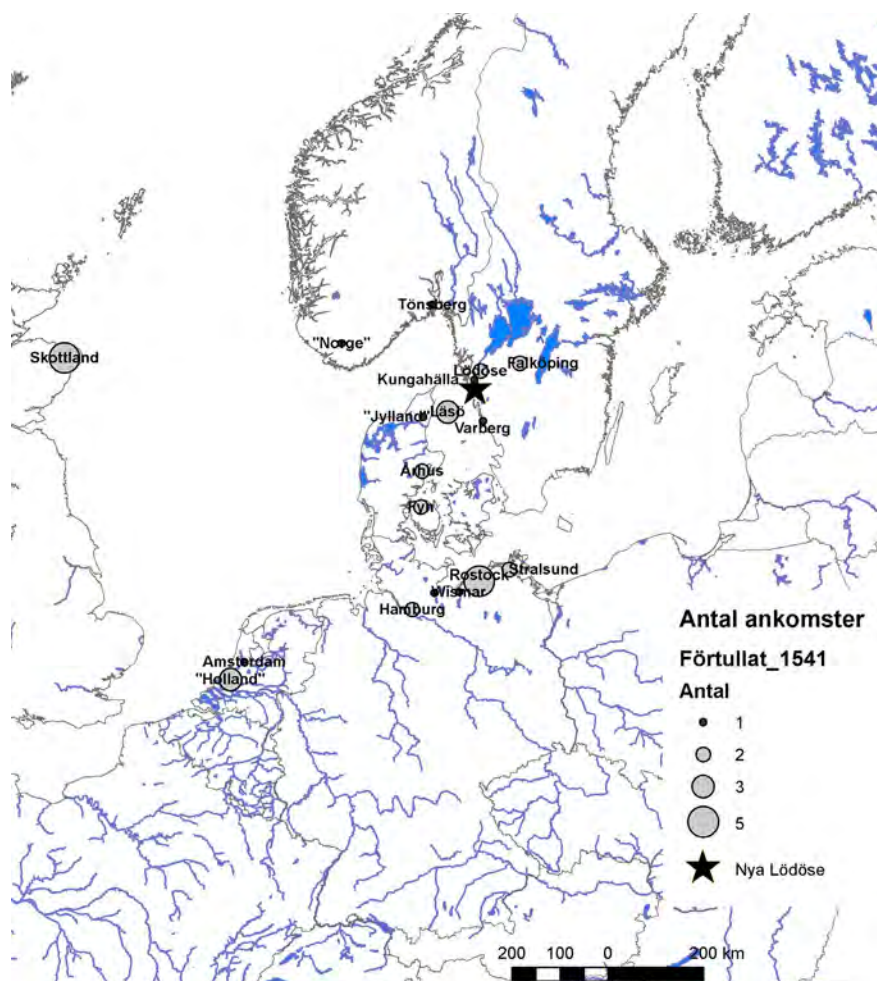 Tönsberg
"Norge"
Skottland
Lödöse
Falköping
Kungahälla
"Jylland"
Läsö
Varberg
Århus
Fyn
Stralsund
Rostock
Wismar
Hamburg
Amsterdam
"Holland"
Antal ankomster
Förtullat_1541
Antal
1
2
3
5
Nya Lödöse
200 100 0 200 km